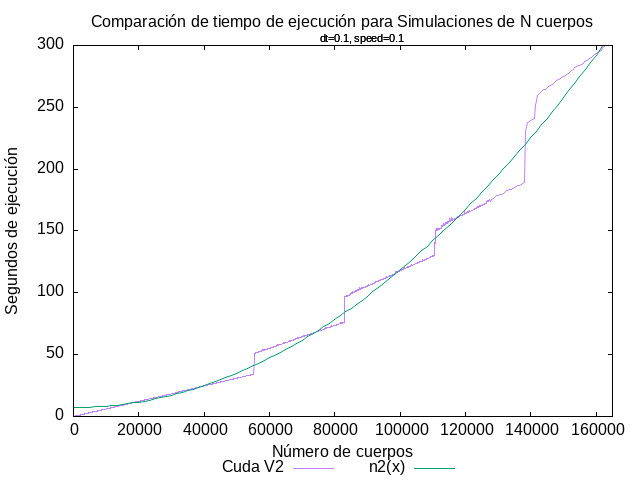 Comparación de tiempo de ejecución para Simulaciones de N cuerpos
dt=0.1, speed=0.1
300
250
200
150
100
50
0
Segundos de ejecución
0 20000 40000 60000 80000 100000 120000 140000 160000
Número de cuerpos
Cuda V2 n2(x)